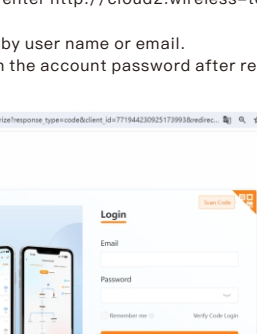 enter http://cloud2.wireless-t
by user name or email.
n the account password after re
rize?response_type=code&client_id=771944230925173993&redirec...
Scan Code
Login
Email
Password
Remember me
Verify Code Login